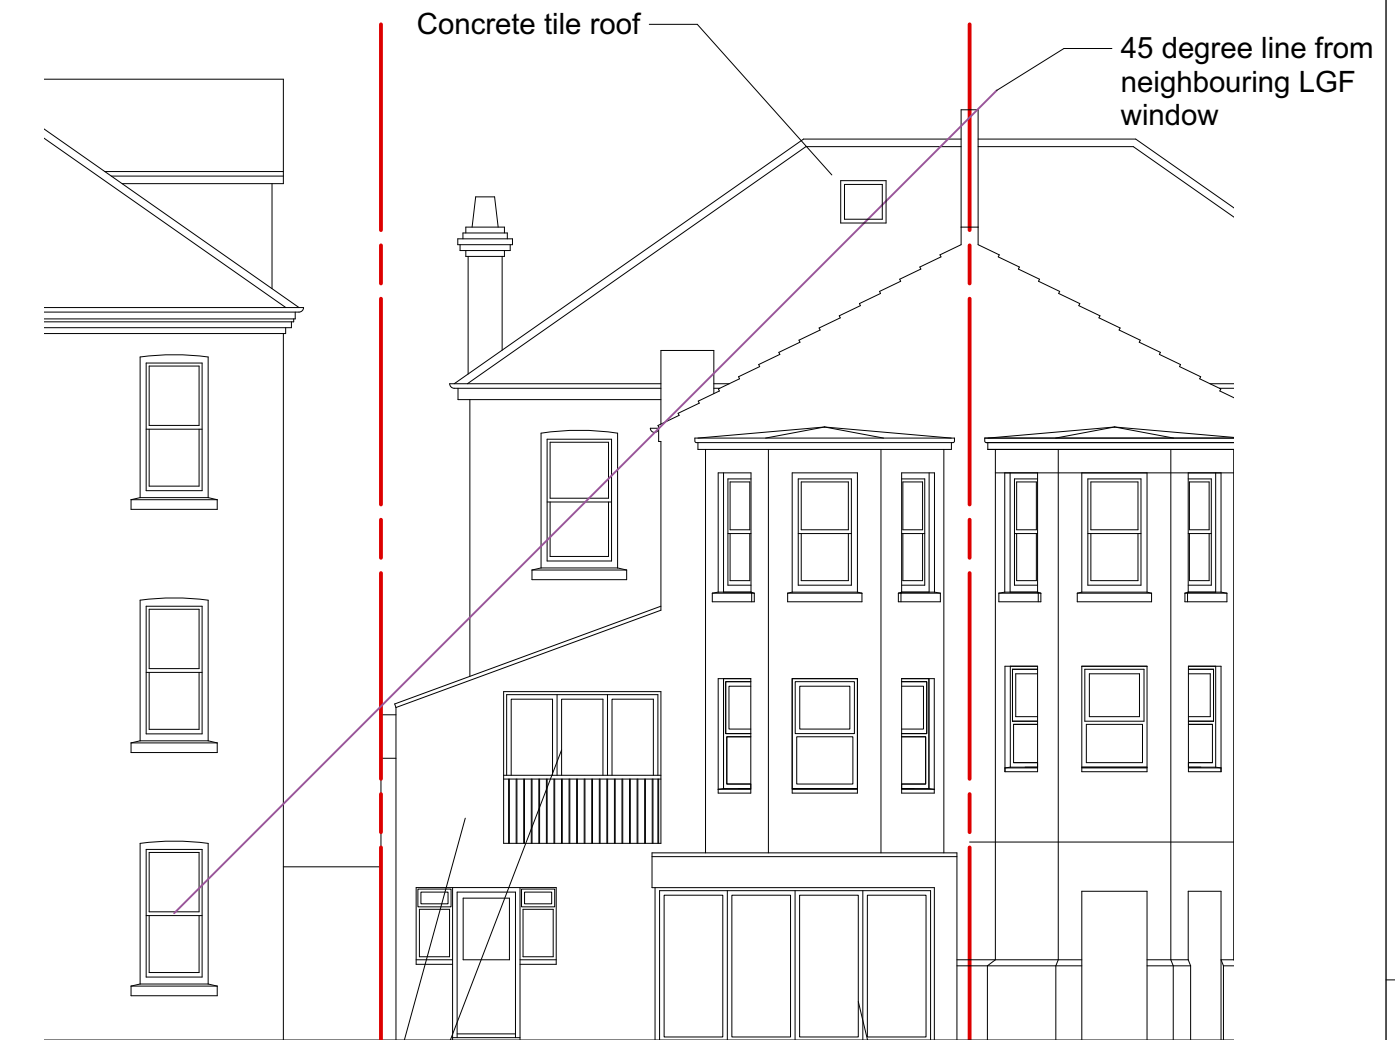 Concrete tile roof
45 degree line from
neighbouring LGF
window